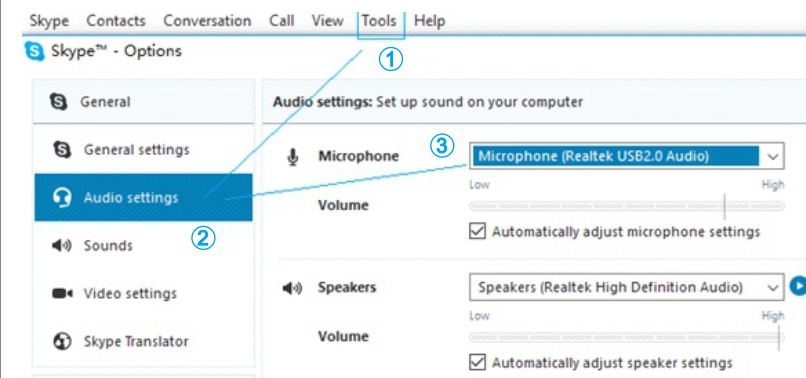 Skype Contacts Conversation Call View Tools Help
S Skype™ - Options
①
General
Audio settings: Set up sound on your computer
General settings
③
Microphone
Microphone (Realtek USB2.0 Audio)
Low High
Audio settings
Volume
Automatically adjust microphone settings
Sounds
②
Video settings
Speakers
Speakers (Realtek High Definition Audio)
Low High
Skype Translator
Volume
Automatically adjust speaker settings